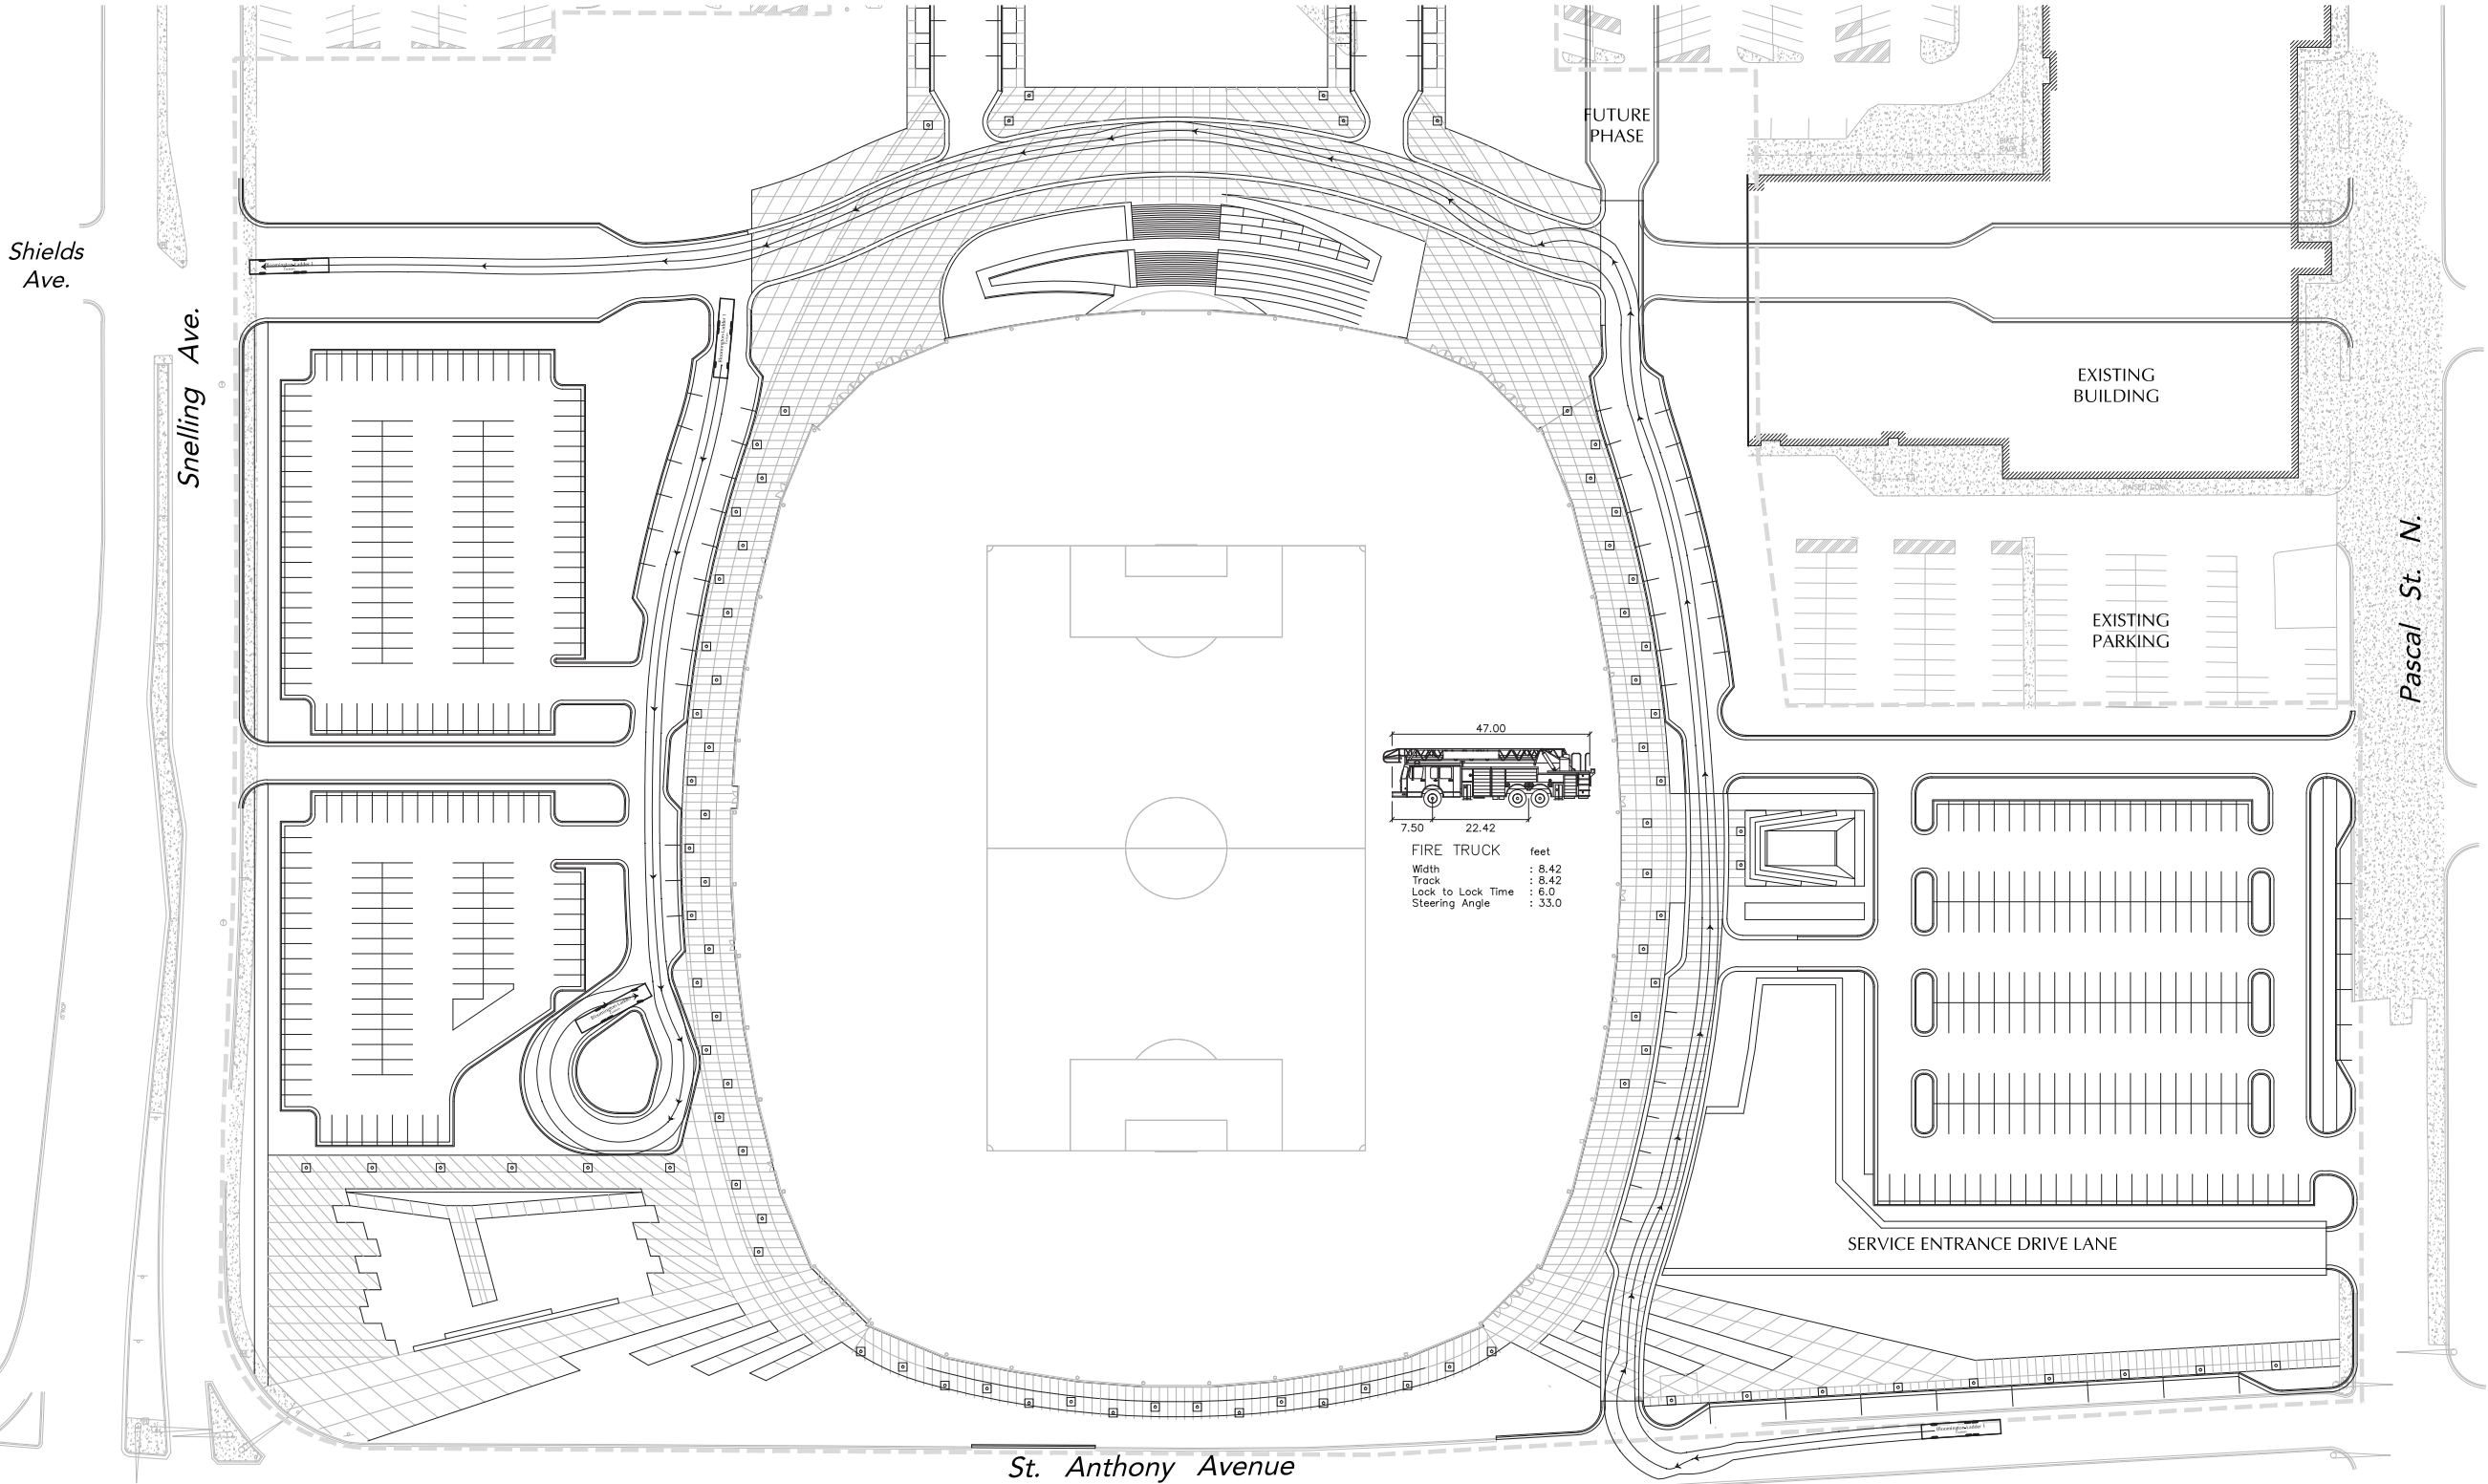 FUTURE
PHASE
Shields
Ave.
Snelling Ave.
EXISTING
BUILDING
Pascal St. N.
EXISTING
PARKING
47.00
7.50 22.42
FIRE TRUCK feet
Width : 8.42
Track : 8.42
Lock to Lock Time : 6.0
Steering Angle : 33.0
SERVICE ENTRANCE DRIVE LANE
St. Anthony Avenue